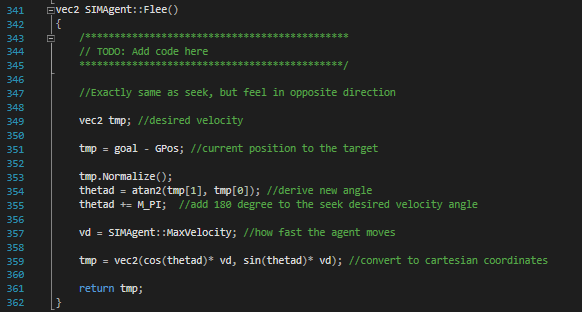 341 vec2 SIMAgent::Flee()
342 {
343 /********************************************
344 // TODO: Add code here
345 ********************************************/
346
347 //Exactly same as seek, but feel in opposite direction
348
349 vec2 tmp; //desired velocity
350
351 tmp = goal - GPos; //current position to the target
352
353 tmp.Normalize();
354 thetad = atan2(tmp[1], tmp[0]); //derive new angle
355 thetad += M_PI;  //add 180 degree to the seek desired velocity angle
356
357 vd = SIMAgent::MaxVelocity; //how fast the agent moves
358
359 tmp = vec2(cos(thetad)* vd, sin(thetad)* vd); //convert to cartesian coordinates
360
361 return tmp;
362 }